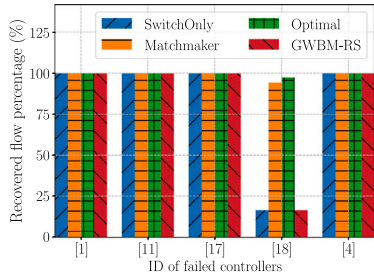 SwitchOnly
Optimal
Matchmaker
GWBM-RS
Recovered flow percentage (%)
125
100
75
50
25
0
[1] [11] [17] [18] [4]
ID of failed controllers